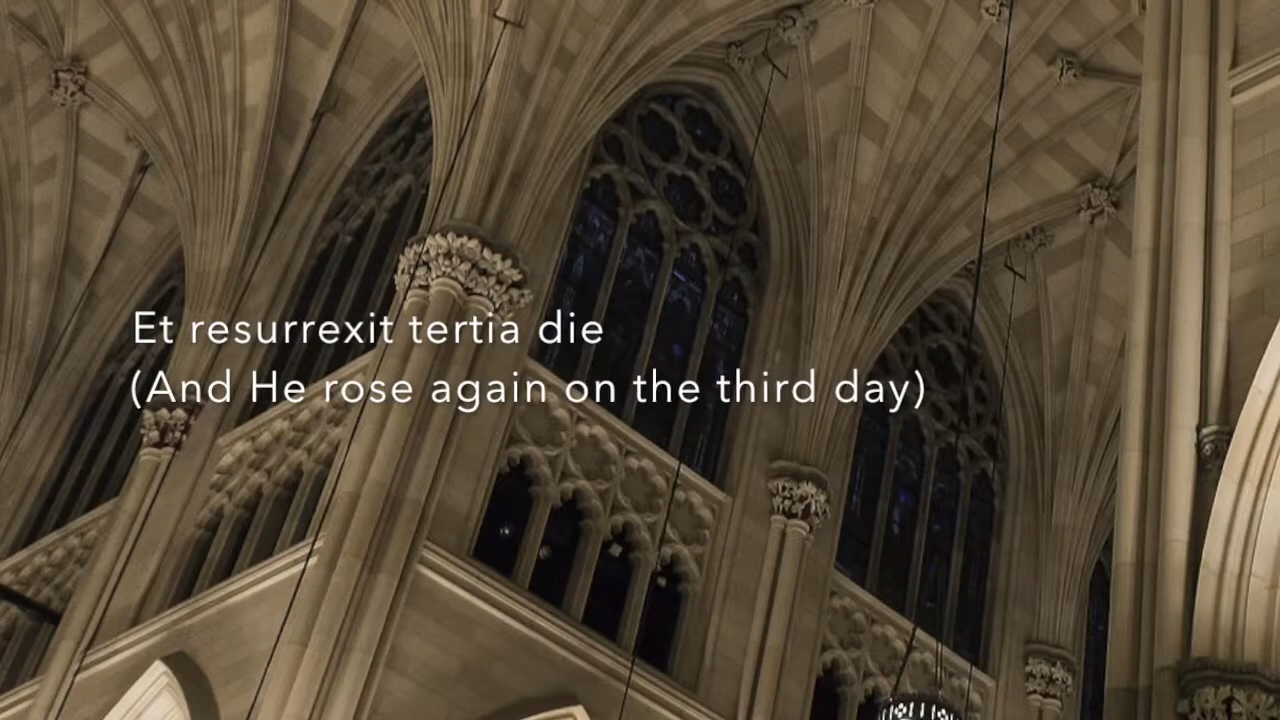 Et resurrexit tertia die
(And He rose again on the third day)